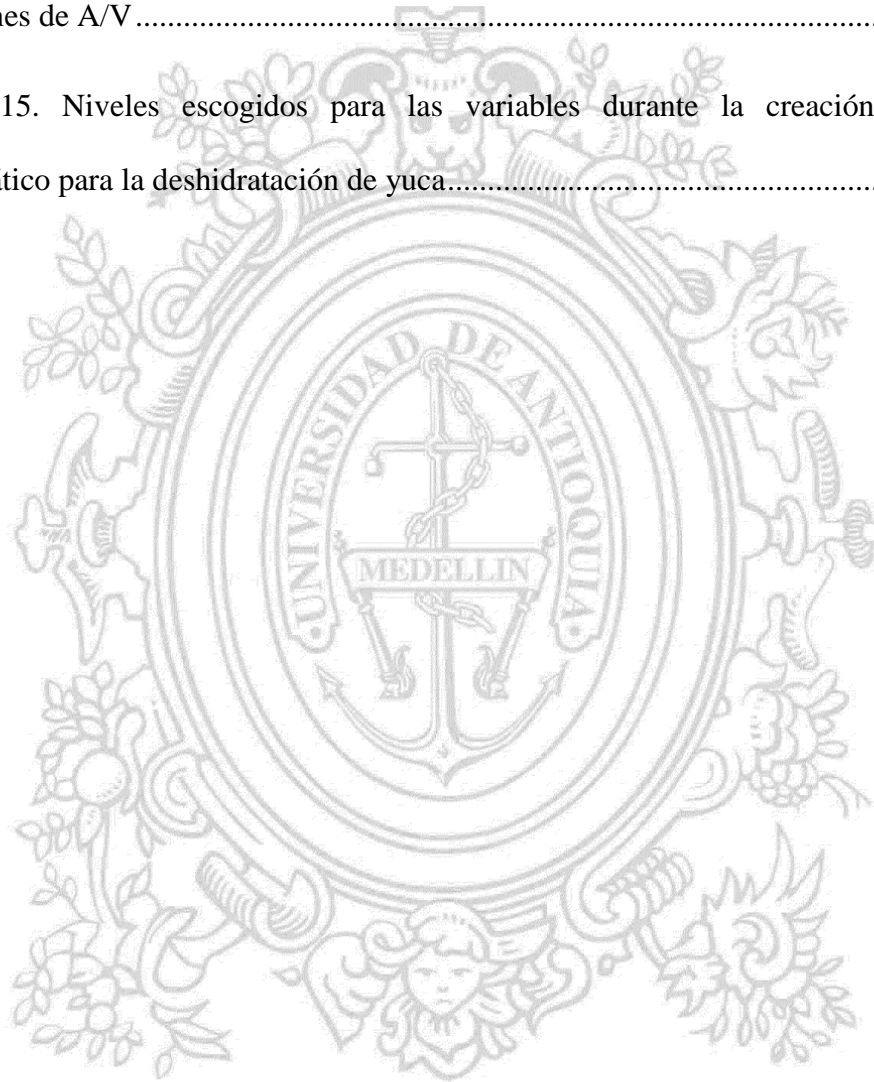 nes de A/V........................................................................................
15. Niveles escogidos para las variables durante la creación
ático para la deshidratación de yuca...............................................
UNIVERSIDAD DE ANTIOQUIA
MEDELLIN